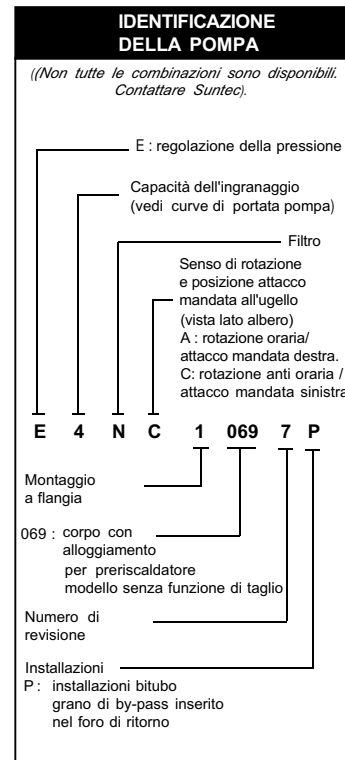 IDENTIFICAZIONE
DELLA POMPA
((Non tutte le combinazioni sono disponibili.
Contattare Suntec).
E : regolazione della pressione
Capacità dell'ingranaggio
(vedi curve di portata pompa)
Filtro
Senso di rotazione
e posizione attacco
mandata all'ugello
(vista lato albero)
A : rotazione oraria/
attacco mandata destra.
C: rotazione anti oraria /
attacco mandata sinistra
E 4 N C 1 069 7 P
Montaggio
a flangia
069 : corpo con
alloggiamento
per preriscaldatore
modello senza funzione di taglio
Numero di
revisione
Installazioni
P : installazioni bitubo
grano di by-pass inserito
nel foro di ritorno